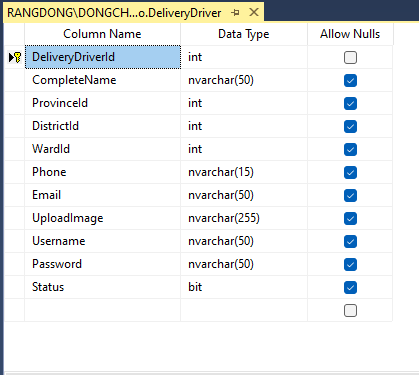 RANGDONG\DONGCH...o.DeliveryDriver
Column Name Data Type Allow Nulls
DeliveryDriverId int
CompleteName nvarchar(50)
ProvinceId int
DistrictId int
WardId int
Phone nvarchar(15)
Email nvarchar(50)
UploadImage nvarchar(255)
Username nvarchar(50)
Password nvarchar(50)
Status bit